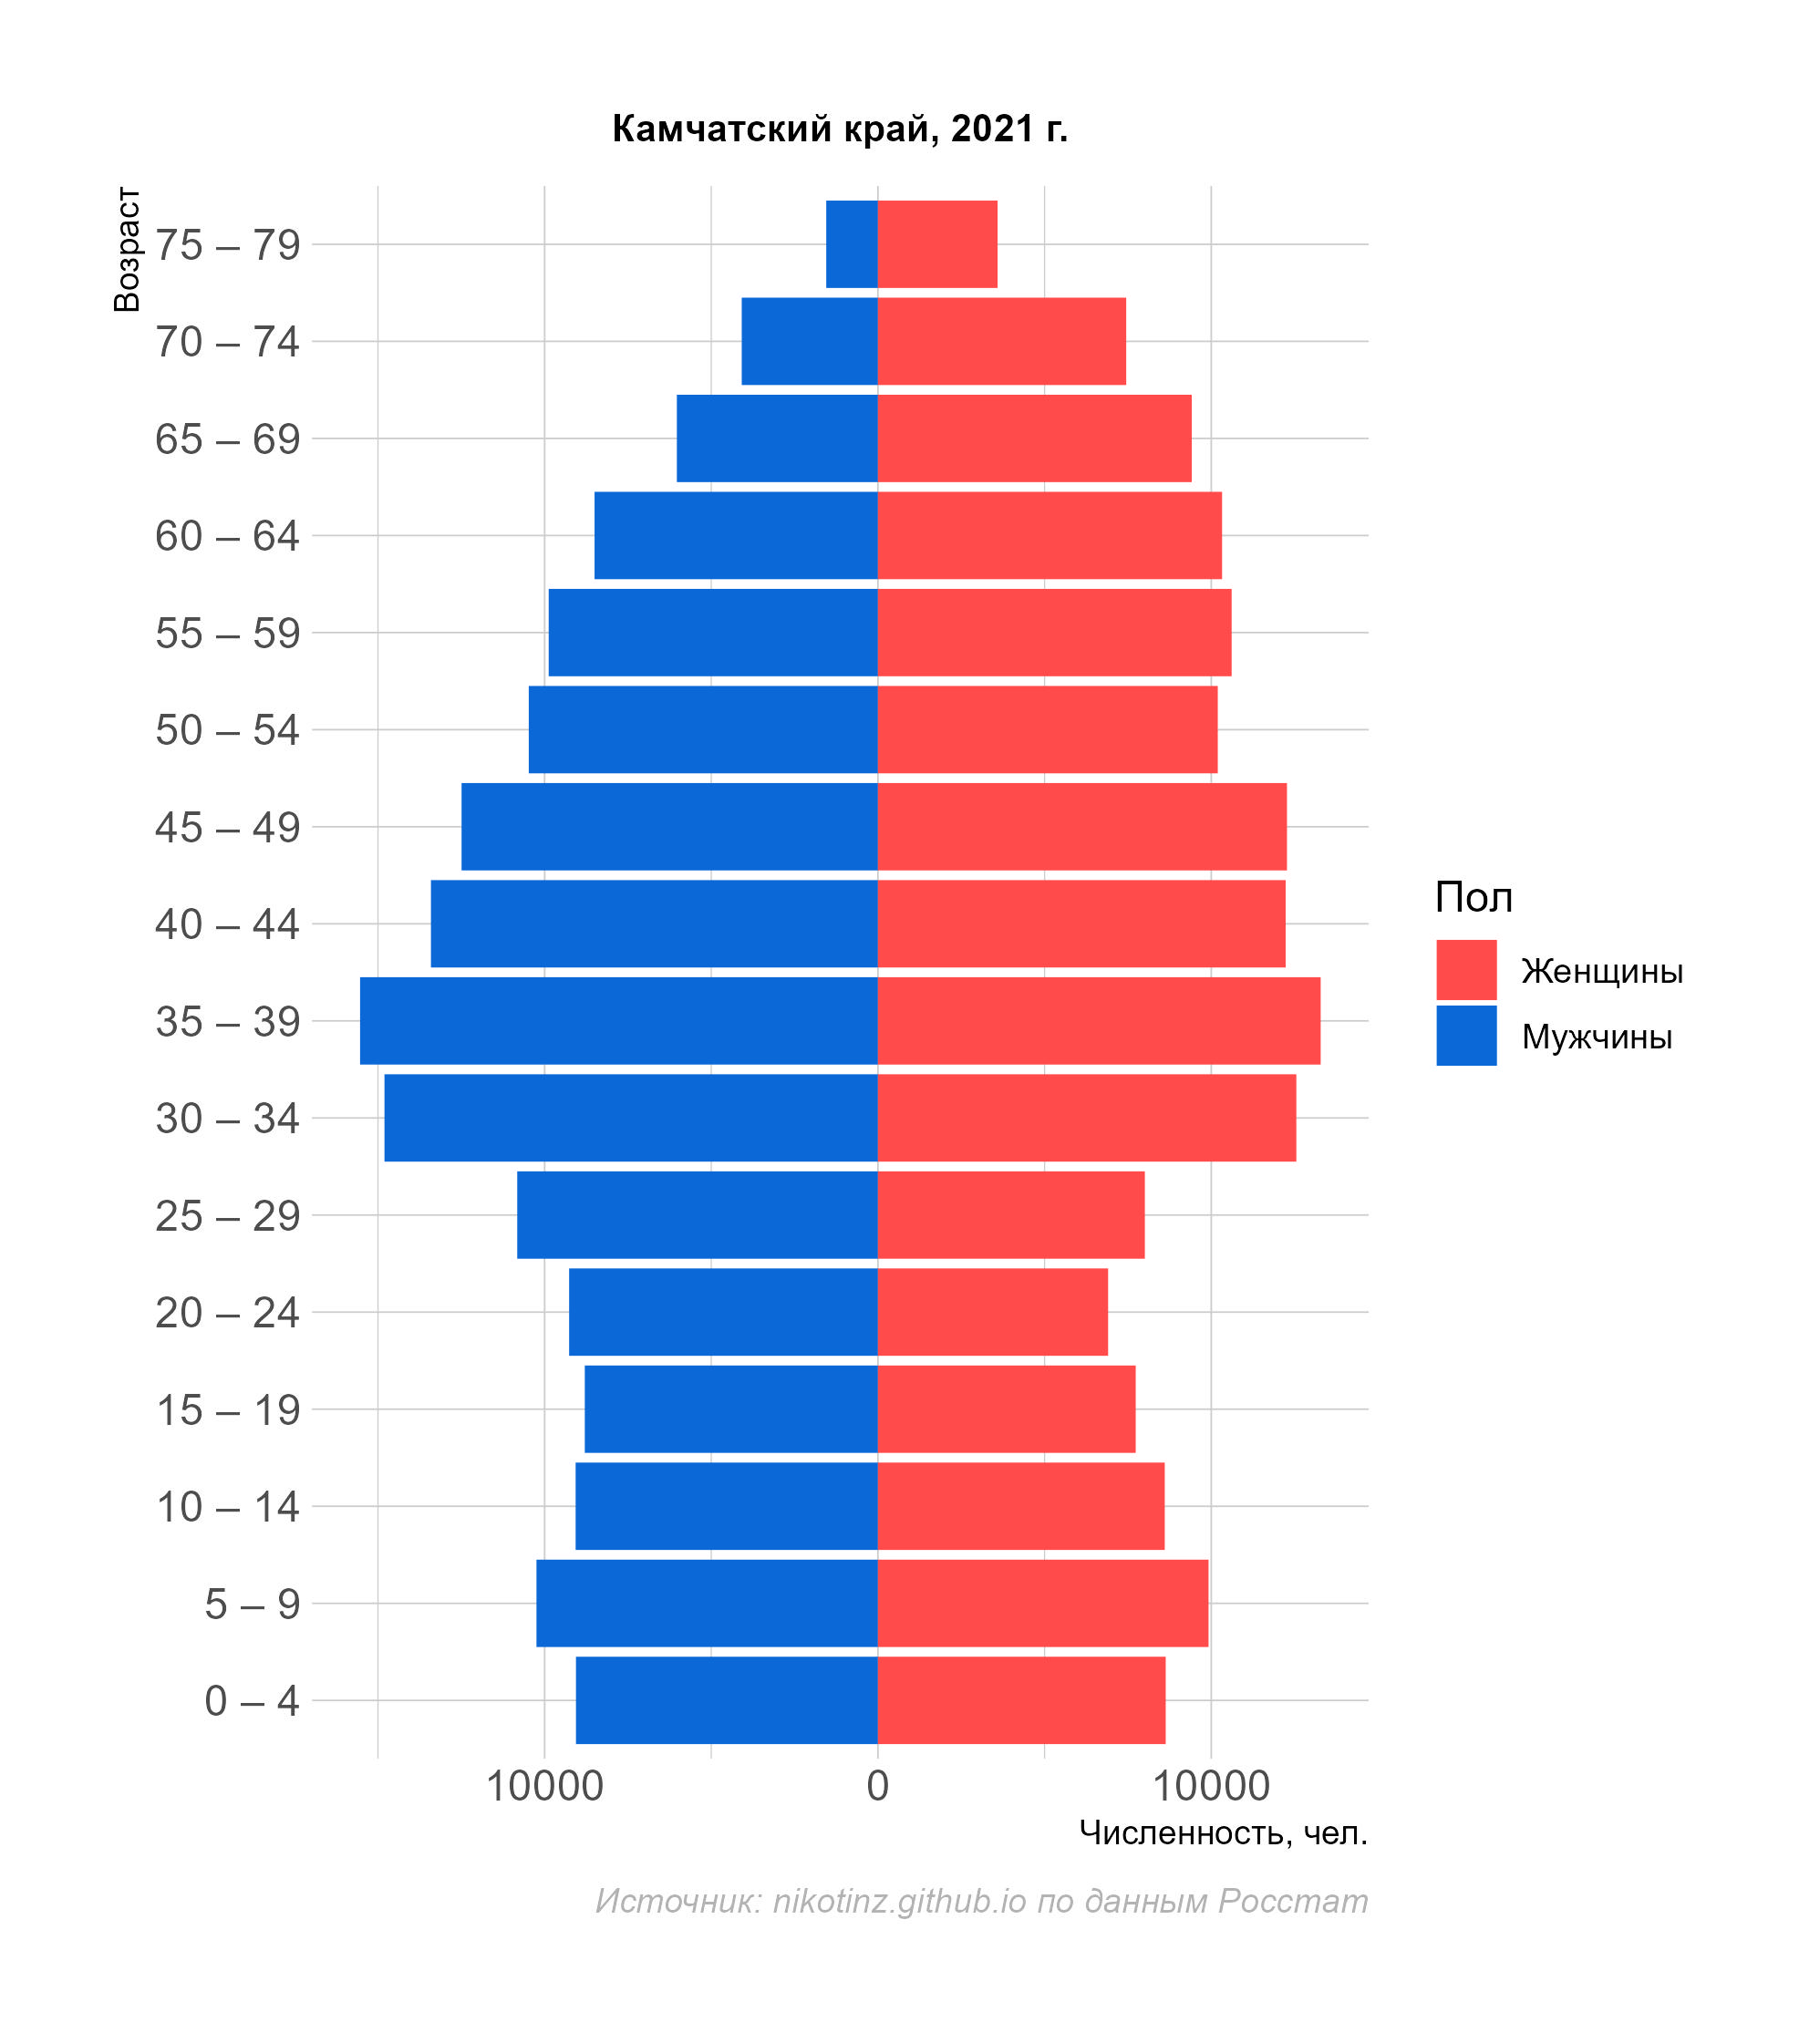 Камчатский край, 2021 г.
Возраст
75 – 79
70 – 74
65 – 69
60 – 64
55 – 59
50 – 54
45 – 49
40 – 44
35 – 39
30 – 34
25 – 29
20 – 24
15 – 19
10 – 14
5 – 9
0 – 4
10000 0 10000
Численность, чел.
Пол
Женщины
Мужчины
Источник: nikotinz.github.io по данным Росстат